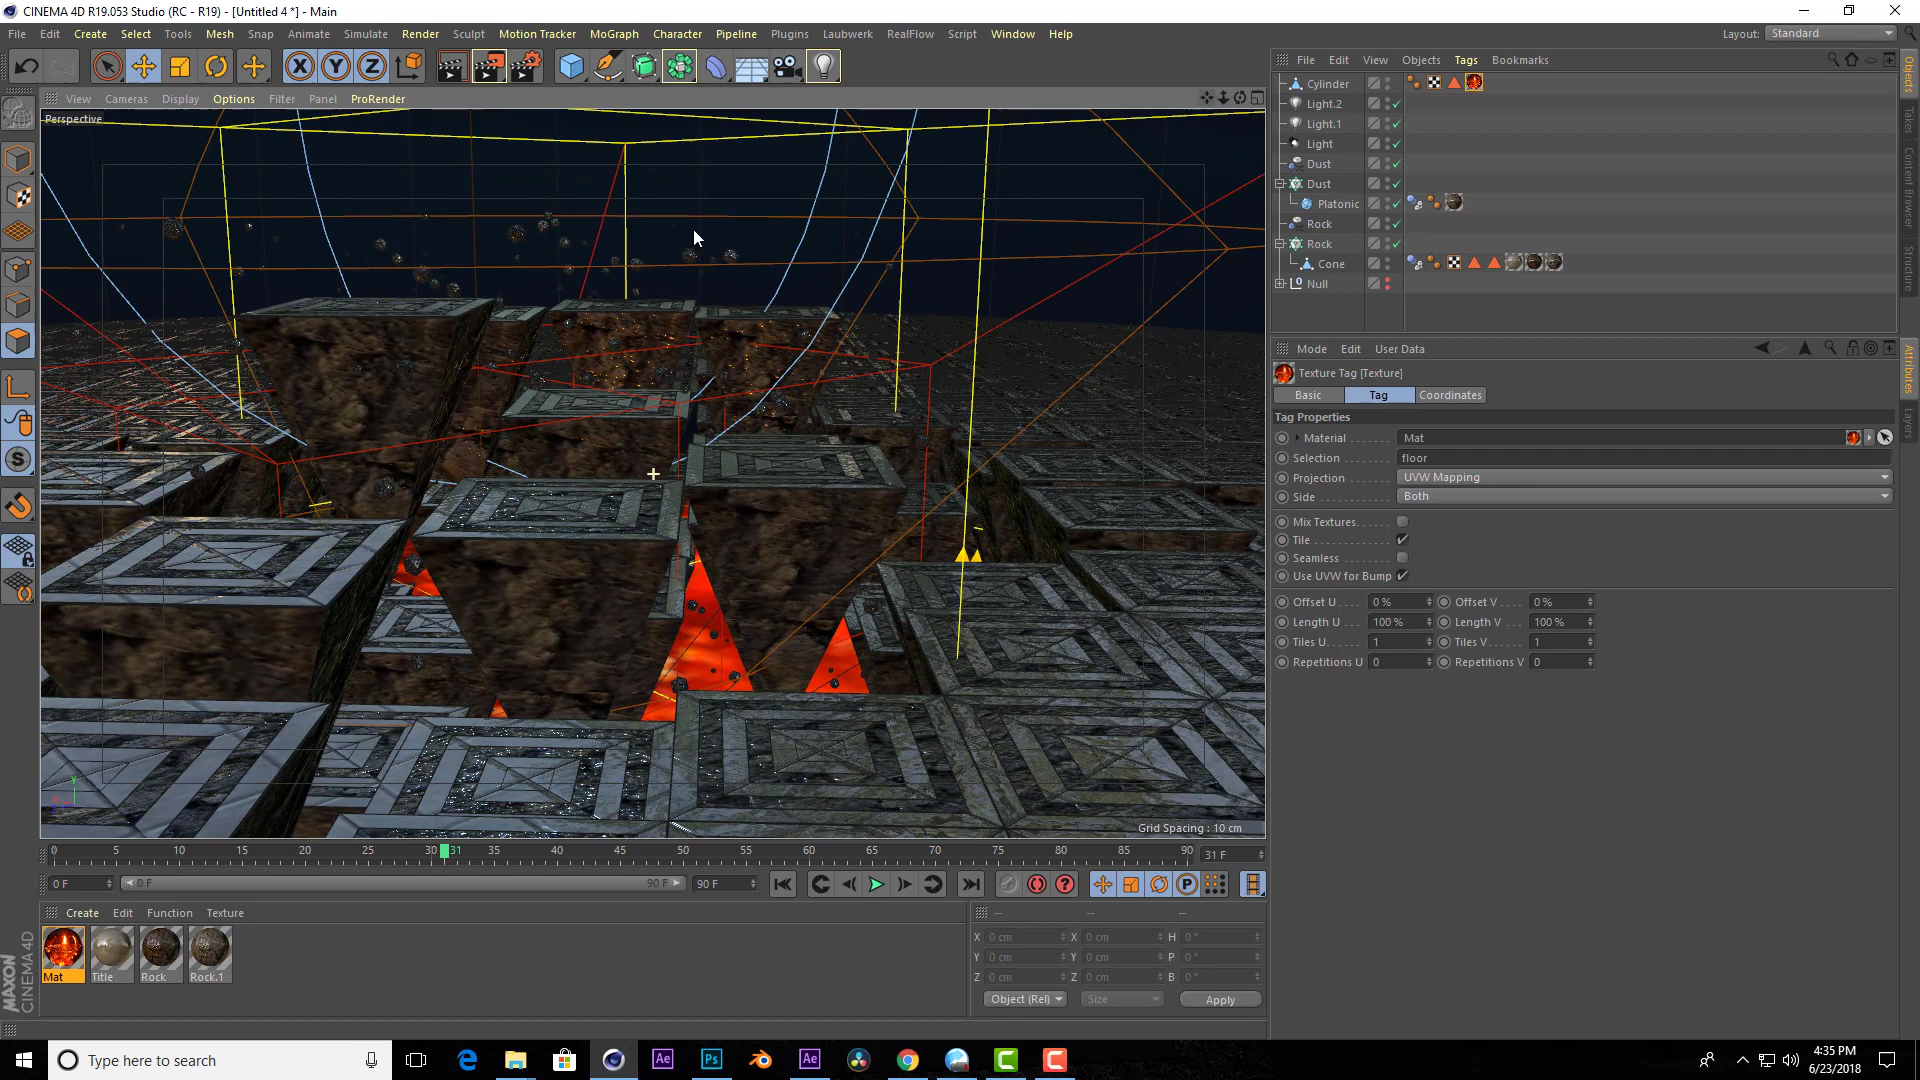 CINEMA 4D R19.053 Studio (RC - R19) - [Untitled 4 *] - Main
File Edit Create Select Tools Mesh Snap Animate Simulate Render Sculpt Motion Tracker MoGraph Character Pipeline Plugins Laubwerk RealFlow Script Window Help
Layout: Standard
View Cameras Display Options Filter Panel ProRender
Perspective
Grid Spacing : 10 cm
File Edit View Objects Tags Bookmarks
Cylinder
Light.2
Light.1
Light
Dust
Dust
Platonic
Rock
Rock
Cone
Null
Objects
Takes
Content Browser
Structure
Mode Edit User Data
Texture Tag [Texture]
Basic Tag Coordinates
Tag Properties
Material Mat
Selection floor
Projection UVW Mapping
Side Both
Mix Textures
Tile
Seamless
Use UVW for Bump
Offset U 0 % Offset V 0 %
Length U 100 % Length V 100 %
Tiles U 1 Tiles V 1
Repetitions U 0 Repetitions V 0
Attributes
Layers
0 5 10 15 20 25 30 31 35 40 45 50 55 60 65 70 75 80 85 90
31 F
0 F 0 F 90 F 90 F
Create Edit Function Texture
Mat Title Rock Rock.1
-- -- --
X 0 cm X 0 cm H 0 °
Y 0 cm Y 0 cm P 0 °
Z 0 cm Z 0 cm B 0 °
Object (Rel) Size Apply
MAXON
CINEMA 4D
Type here to search
4:35 PM
6/23/2018